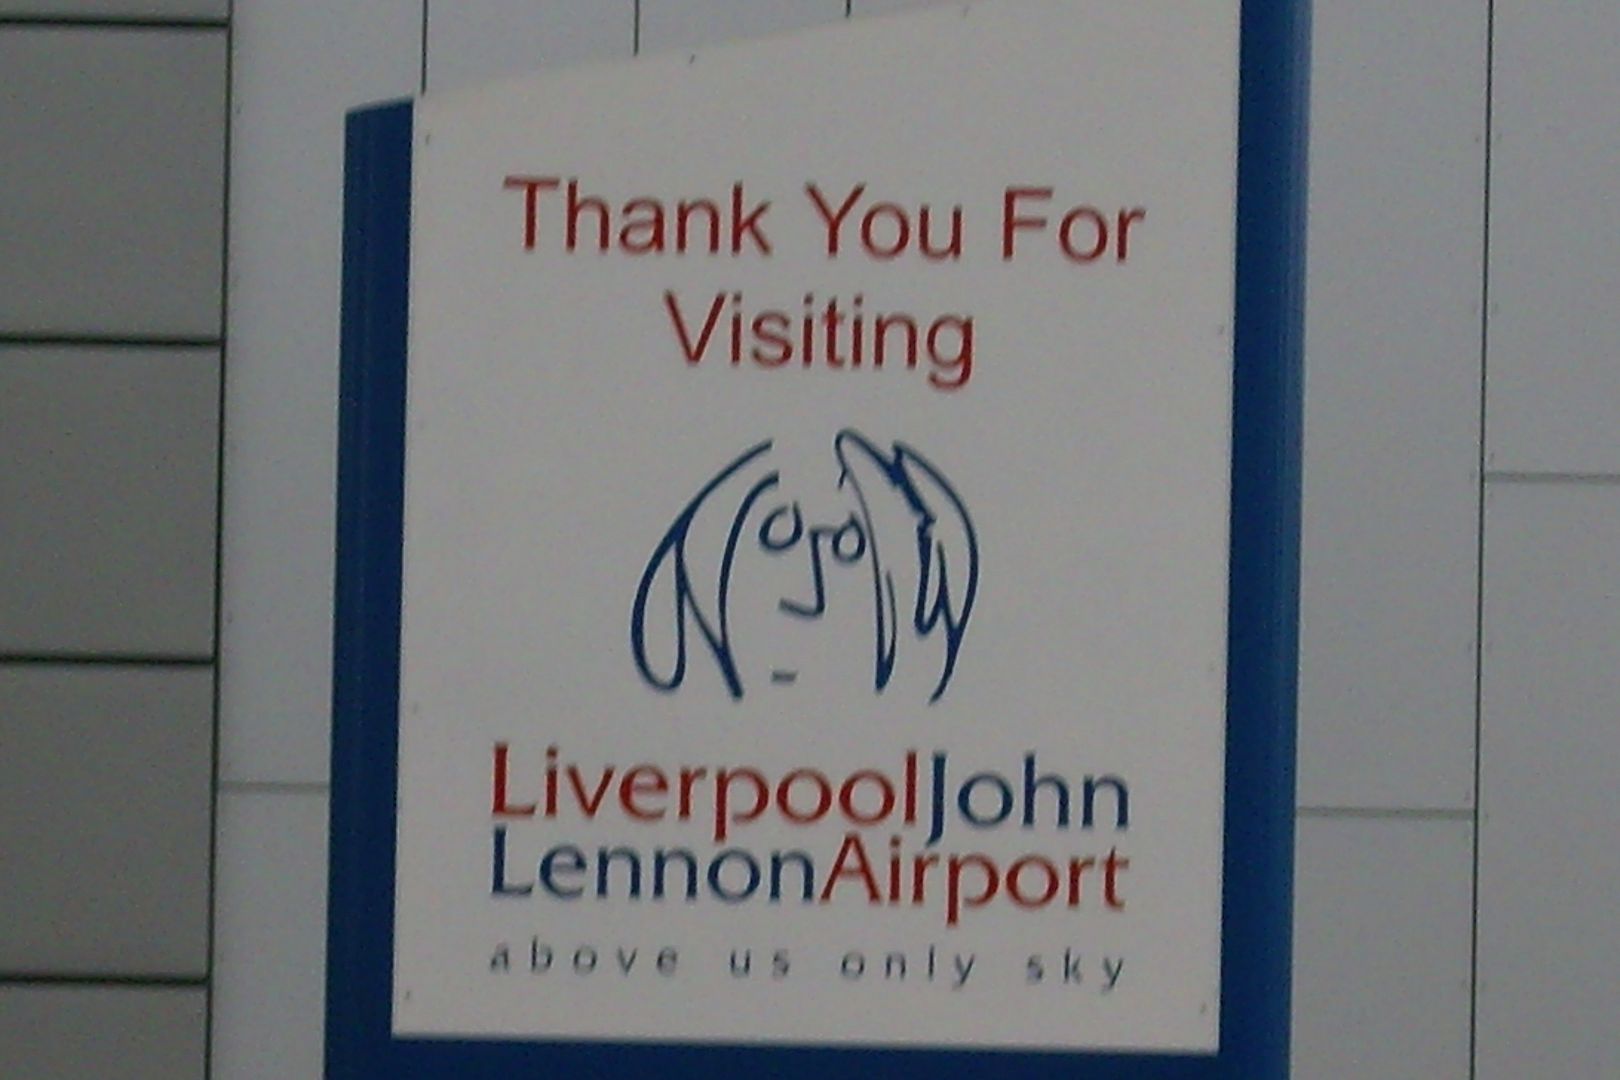 Thank You For
Visiting
LiverpoolJohn
LennonAirport
above us only sky